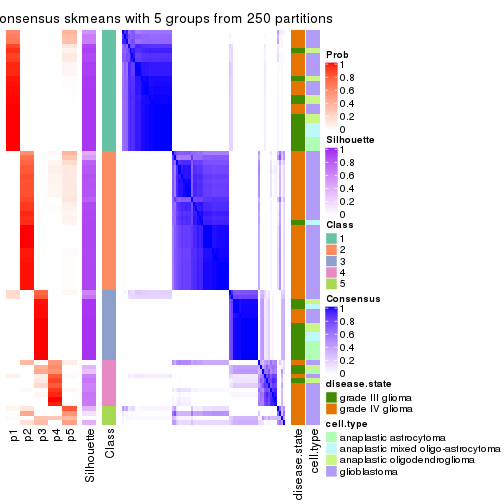 onsensus skmeans with 5 groups from 250 partitions
Prob
1
0.8
0.6
0.4
0.2
0
Silhouette
1
0.8
0.6
0.4
0.2
0
Class
1
2
3
4
5
Consensus
1
0.8
0.6
0.4
0.2
0
disease.state
grade III glioma
grade IV glioma
cell.type
anaplastic astrocytoma
anaplastic mixed oligo-astrocytoma
anaplastic oligodendroglioma
glioblastoma
p1
p2
p3
p4
p5
Silhouette
Class
disease.state
cell.type